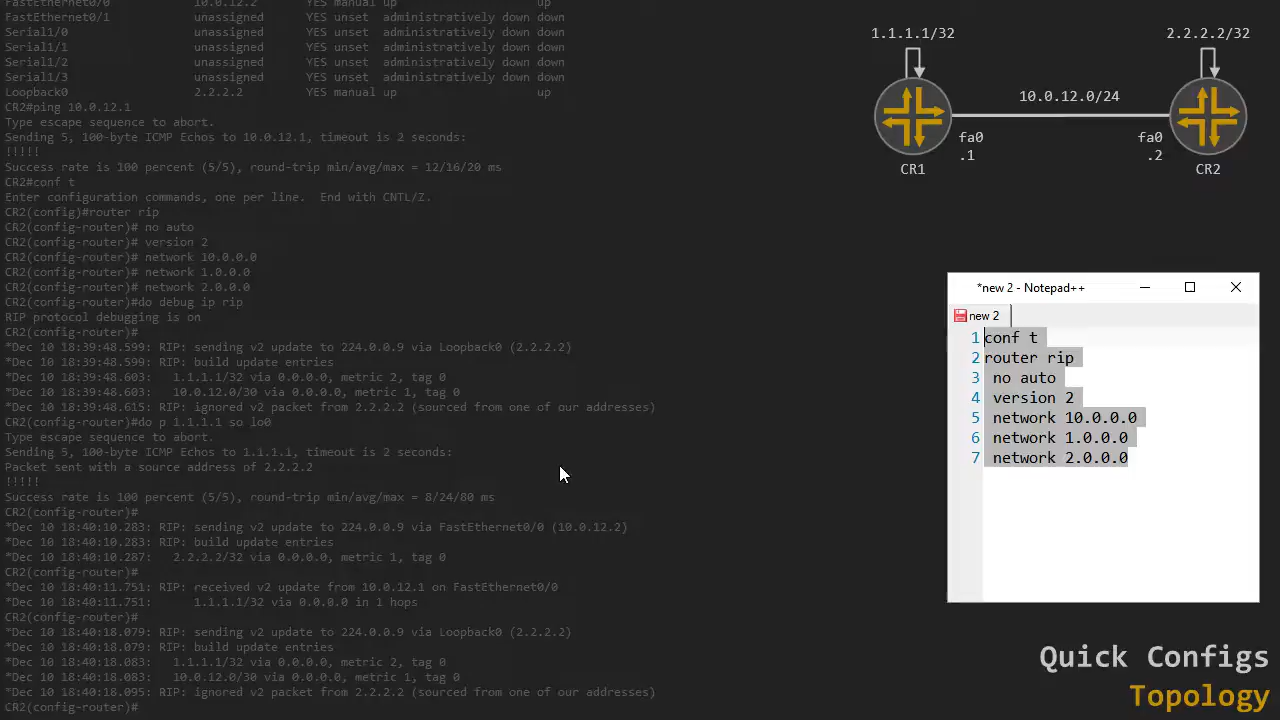 FastEthernet0/0            10.0.12.2       YES manual up                    up
FastEthernet0/1            unassigned      YES unset  administratively down down
Serial1/0                  unassigned      YES unset  administratively down down
Serial1/1                  unassigned      YES unset  administratively down down
Serial1/2                  unassigned      YES unset  administratively down down
Serial1/3                  unassigned      YES unset  administratively down down
Loopback0                  2.2.2.2         YES manual up                    up
CR2#ping 10.0.12.1
Type escape sequence to abort.
Sending 5, 100-byte ICMP Echos to 10.0.12.1, timeout is 2 seconds:
!!!!!
Success rate is 100 percent (5/5), round-trip min/avg/max = 12/16/20 ms
CR2#conf t
Enter configuration commands, one per line.  End with CNTL/Z.
CR2(config)#router rip
CR2(config-router)# no auto
CR2(config-router)# version 2
CR2(config-router)# network 10.0.0.0
CR2(config-router)# network 1.0.0.0
CR2(config-router)# network 2.0.0.0
CR2(config-router)#do debug ip rip
RIP protocol debugging is on
CR2(config-router)#
*Dec 10 18:39:48.599: RIP: sending v2 update to 224.0.0.9 via Loopback0 (2.2.2.2)
*Dec 10 18:39:48.599: RIP: build update entries
*Dec 10 18:39:48.603:   1.1.1.1/32 via 0.0.0.0, metric 2, tag 0
*Dec 10 18:39:48.603:   10.0.12.0/30 via 0.0.0.0, metric 1, tag 0
*Dec 10 18:39:48.615: RIP: ignored v2 packet from 2.2.2.2 (sourced from one of our addresses)
CR2(config-router)#do p 1.1.1.1 so lo0
Type escape sequence to abort.
Sending 5, 100-byte ICMP Echos to 1.1.1.1, timeout is 2 seconds:
Packet sent with a source address of 2.2.2.2
!!!!!
Success rate is 100 percent (5/5), round-trip min/avg/max = 8/24/80 ms
CR2(config-router)#
*Dec 10 18:40:10.283: RIP: sending v2 update to 224.0.0.9 via FastEthernet0/0 (10.0.12.2)
*Dec 10 18:40:10.283: RIP: build update entries
*Dec 10 18:40:10.287:   2.2.2.2/32 via 0.0.0.0, metric 1, tag 0
CR2(config-router)#
*Dec 10 18:40:11.751: RIP: received v2 update from 10.0.12.1 on FastEthernet0/0
*Dec 10 18:40:11.751:      1.1.1.1/32 via 0.0.0.0 in 1 hops
CR2(config-router)#
*Dec 10 18:40:18.079: RIP: sending v2 update to 224.0.0.9 via Loopback0 (2.2.2.2)
*Dec 10 18:40:18.079: RIP: build update entries
*Dec 10 18:40:18.083:   1.1.1.1/32 via 0.0.0.0, metric 2, tag 0
*Dec 10 18:40:18.083:   10.0.12.0/30 via 0.0.0.0, metric 1, tag 0
*Dec 10 18:40:18.095: RIP: ignored v2 packet from 2.2.2.2 (sourced from one of our addresses)
CR2(config-router)#
1.1.1.1/32
2.2.2.2/32
10.0.12.0/24
fa0
.1
fa0
.2
CR1
CR2
*new 2 - Notepad++
new 2
1 conf t
2 router rip
3  no auto
4  version 2
5  network 10.0.0.0
6  network 1.0.0.0
7  network 2.0.0.0
Quick Configs
Topology